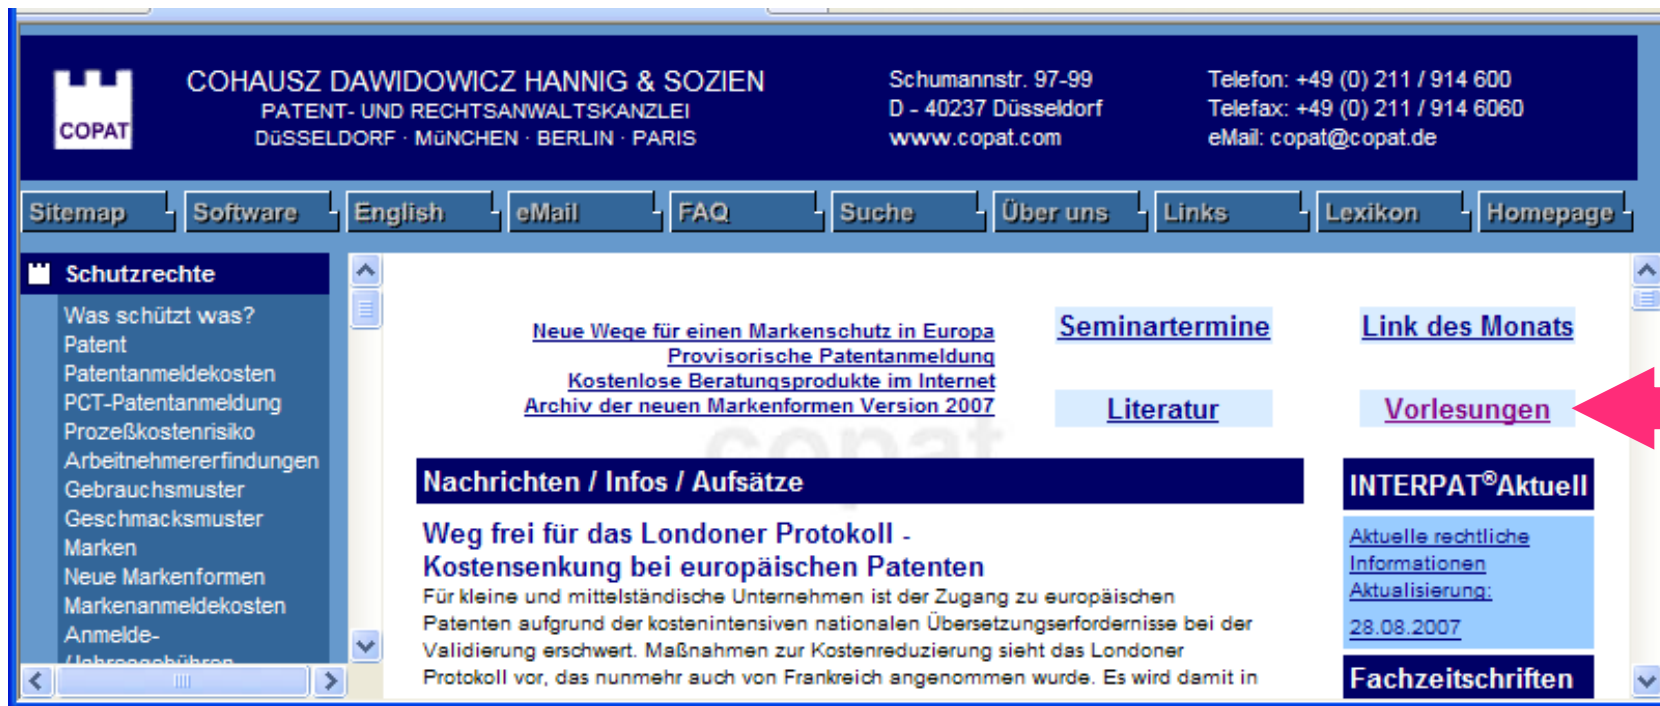 COPAT
COHAUSZ DAWIDOWICZ HANNIG & SOZIEN
PATENT- UND RECHTSANWALTSKANZLEI
DüSSELDORF · MüNCHEN · BERLIN · PARIS
Schumannstr. 97-99
D - 40237 Düsseldorf
www.copat.com
Telefon: +49 (0) 211 / 914 600
Telefax: +49 (0) 211 / 914 6060
eMail: copat@copat.de
Sitemap
Software
English
eMail
FAQ
Suche
Über uns
Links
Lexikon
Homepage
Schutzrechte
Was schützt was?
Patent
Patentanmeldekosten
PCT-Patentanmeldung
Prozeßkostenrisiko
Arbeitnehmererfindungen
Gebrauchsmuster
Geschmacksmuster
Marken
Neue Markenformen
Markenanmeldekosten
Anmelde-
/Jahresgebühren
Neue Wege für einen Markenschutz in Europa
Provisorische Patentanmeldung
Kostenlose Beratungsprodukte im Internet
Archiv der neuen Markenformen Version 2007
Seminartermine
Link des Monats
Literatur
Vorlesungen
copat
Nachrichten / Infos / Aufsätze
Weg frei für das Londoner Protokoll -
Kostensenkung bei europäischen Patenten
Für kleine und mittelständische Unternehmen ist der Zugang zu europäischen
Patenten aufgrund der kostenintensiven nationalen Übersetzungserfordernisse bei der
Validierung erschwert. Maßnahmen zur Kostenreduzierung sieht das Londoner
Protokoll vor, das nunmehr auch von Frankreich angenommen wurde. Es wird damit in
INTERPAT®Aktuell
Aktuelle rechtliche
Informationen
Aktualisierung:
28.08.2007
Fachzeitschriften